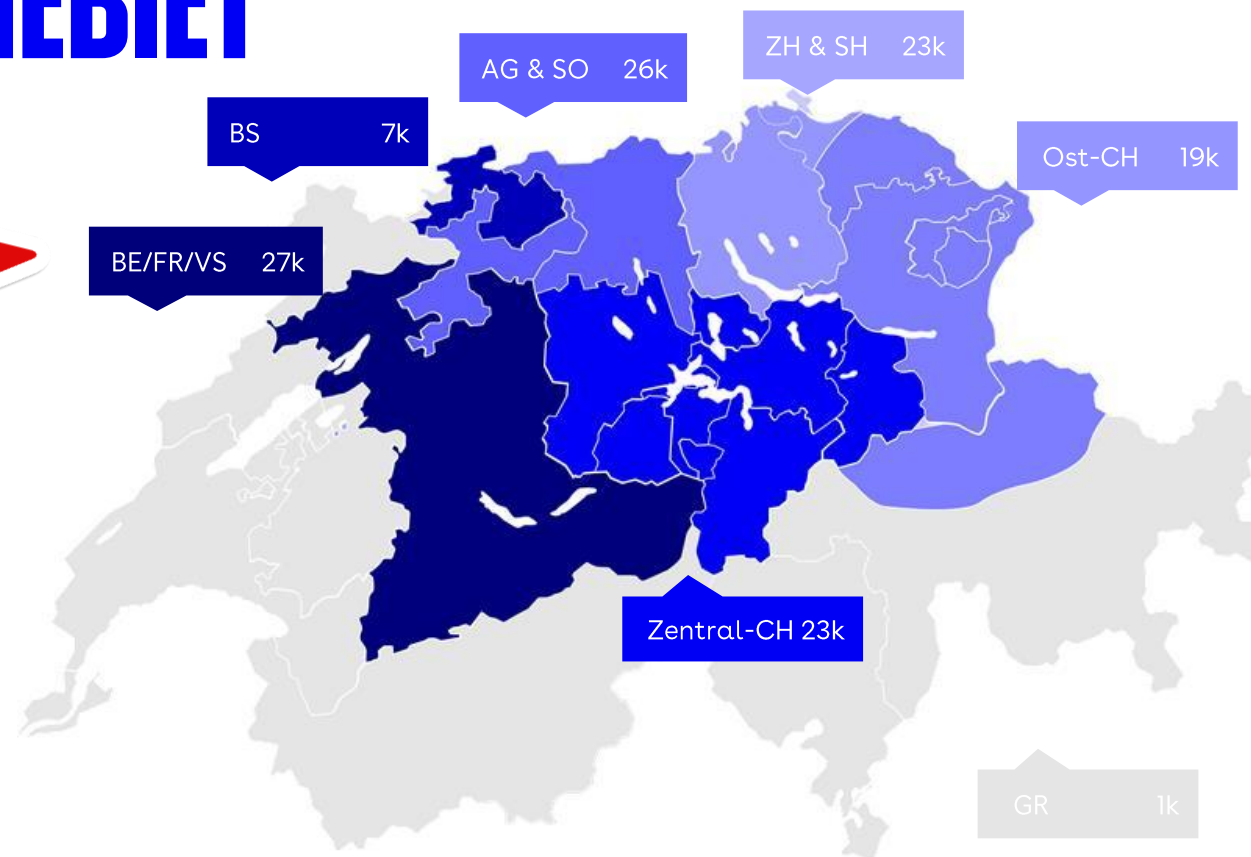 ZH & SH 23k
AG & SO 26k
BS 7k
Ost-CH 19k
BE/FR/VS 27k
Zentral-CH 23k
GR 1k